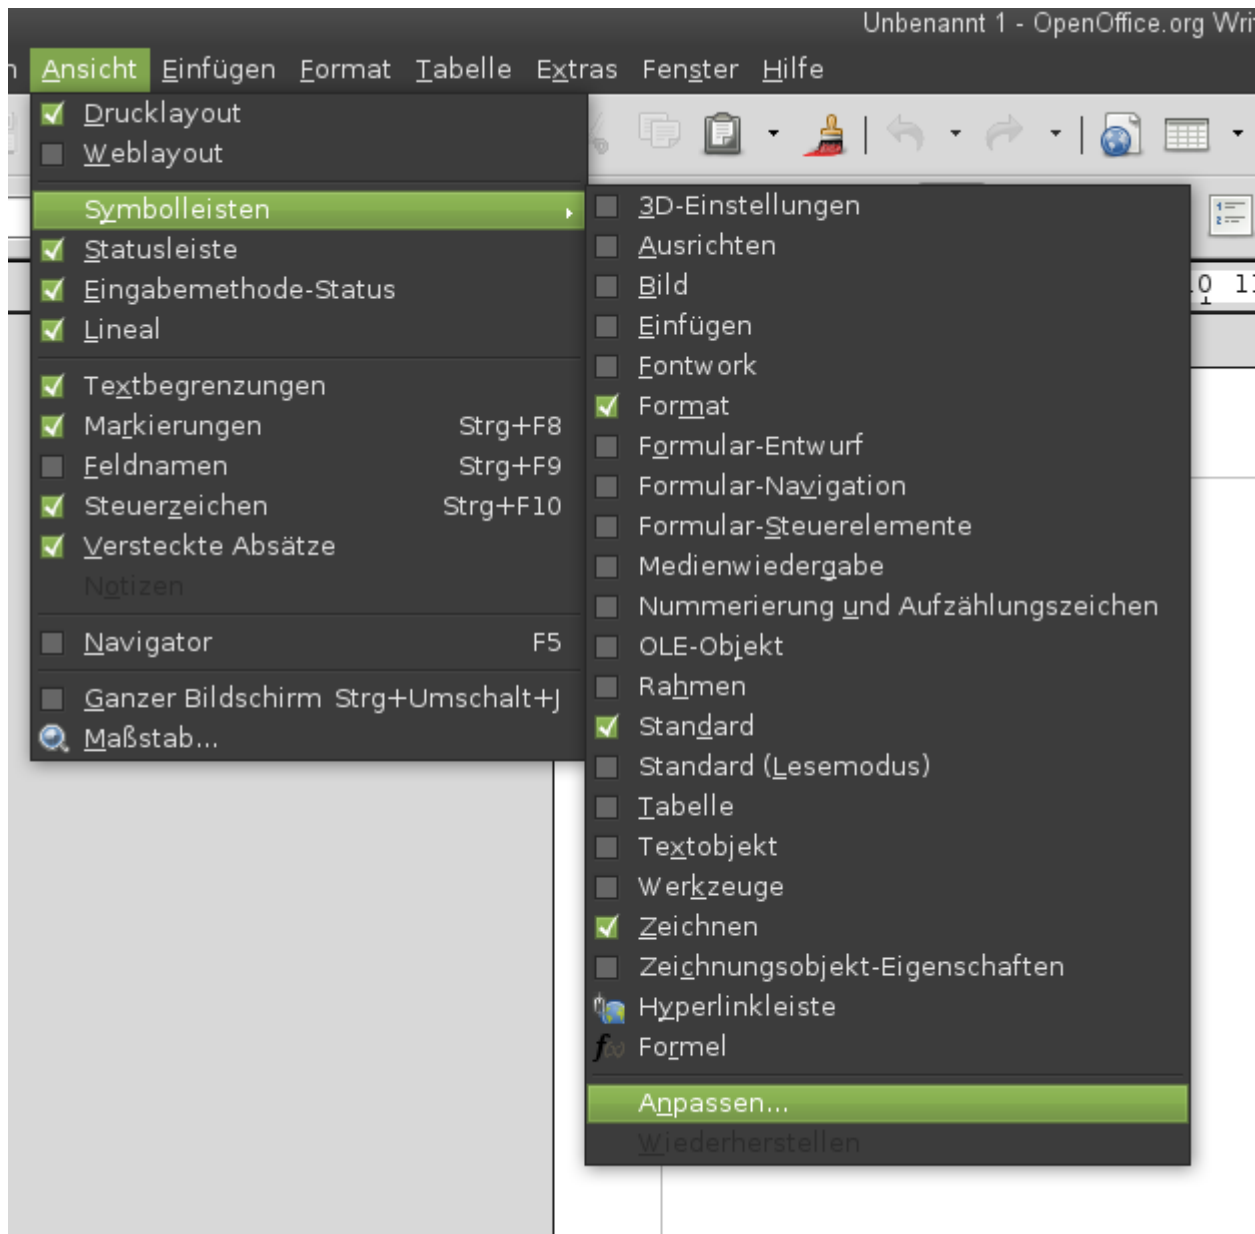 Unbenannt 1 - OpenOffice.org Wri
Ansicht Einfügen Format Tabelle Extras Fenster Hilfe
Drucklayout
Weblayout
Symbolleisten
Statusleiste
Eingabemethode-Status
Lineal
Textbegrenzungen
Markierungen Strg+F8
Feldnamen Strg+F9
Steuerzeichen Strg+F10
Versteckte Absätze
Notizen
Navigator F5
Ganzer Bildschirm Strg+Umschalt+J
Maßstab...
3D-Einstellungen
Ausrichten
Bild
Einfügen
Fontwork
Format
Formular-Entwurf
Formular-Navigation
Formular-Steuerelemente
Medienwiedergabe
Nummerierung und Aufzählungszeichen
OLE-Objekt
Rahmen
Standard
Standard (Lesemodus)
Tabelle
Textobjekt
Werkzeuge
Zeichnen
Zeichnungsobjekt-Eigenschaften
Hyperlinkleiste
Formel
Anpassen...
Wiederherstellen